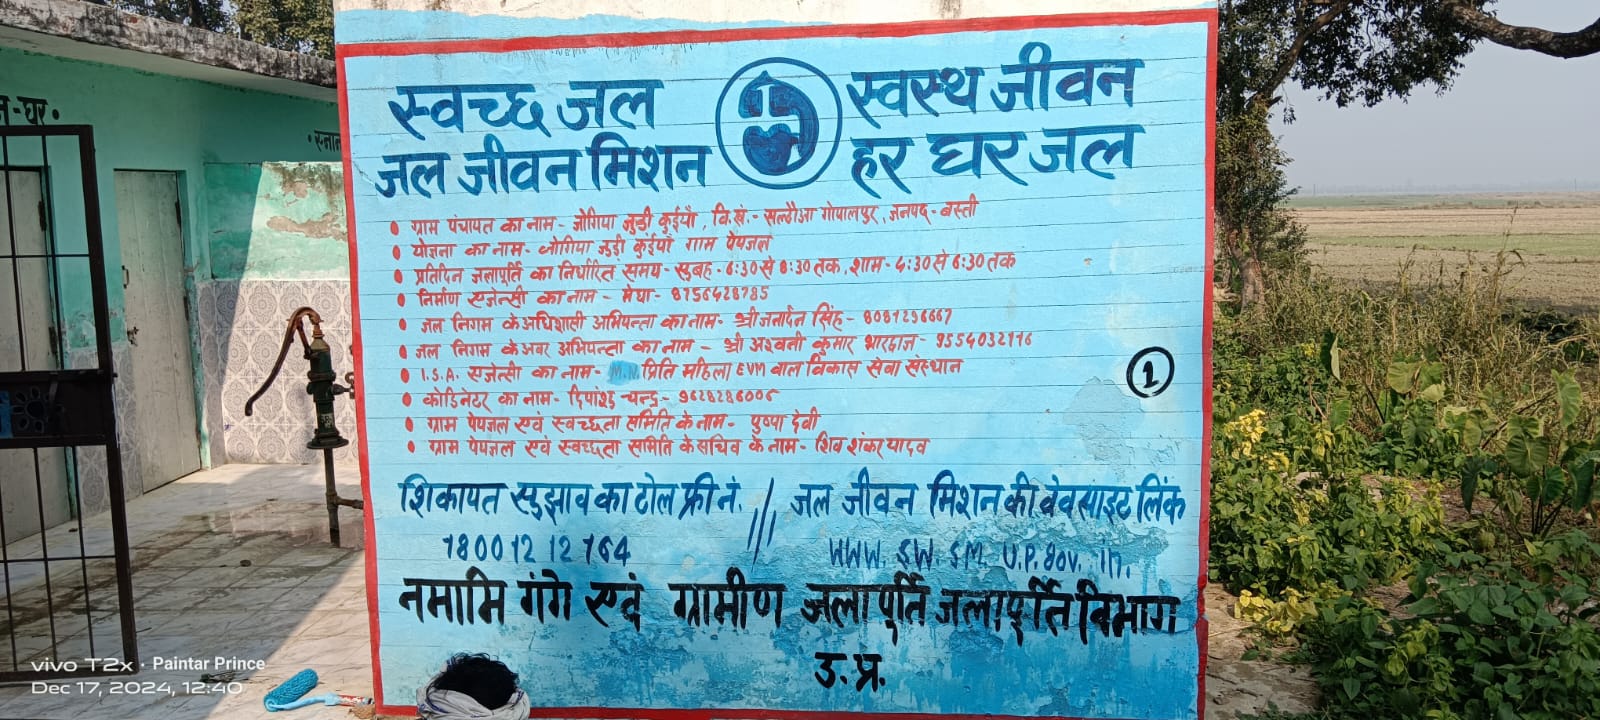 न-घर •
• स्नान
स्वच्छ जल स्वस्थ जीवन
जल जीवन मिशन हर घर जल
• ग्राम पंचायत का नाम - जोगिया जुड़ी कुईयाँ, वि.सं.- सल्टौआ गोपालपुर, जनपद - बस्ती
• योजना का नाम - जोगिया जुड़ी कुंईयाँ ग्राम पेयजल
• प्रतिदिन जलापूर्ति का निर्धारित समय - सुबह - 6:30 से 8:30 तक, शाम - 4:30 से 6:30 तक
• निर्माण एजेन्सी का नाम - मेघा - 8756428785
• जल निगम के अधिशासी अभियन्ता का नाम- श्री जनार्दन सिंह - 8081256667
• जल निगम के अवर अभियन्ता का नाम - श्री अश्वनी कुमार भारद्वाज - 9554032116
• I.S.A. एजेन्सी का नाम - M.N. प्रिति महिला EVM वाल विकास सेवा संस्थान
• कोडिनेटर का नाम - दिपांशु चन्द्र - 9628286006
• ग्राम पेयजल एवं स्वच्छता समिति के नाम - पुष्पा देवी
• ग्राम पेयजल एवं स्वच्छता समिति के सचिव के नाम - शिव शंकर यादव
1
शिकायत सुझाव का टोल फ्री नं. /// जल जीवन मिशन की वेवसाइट लिंक
18001212164 WWW. SW. SM. U.P. Gov. in.
नमामि गंगे एवं ग्रामीण जलापूर्ति जलापूर्ति विभाग
उ.प्र.
vivo T2x · Paintar Prince
Dec 17, 2024, 12:40